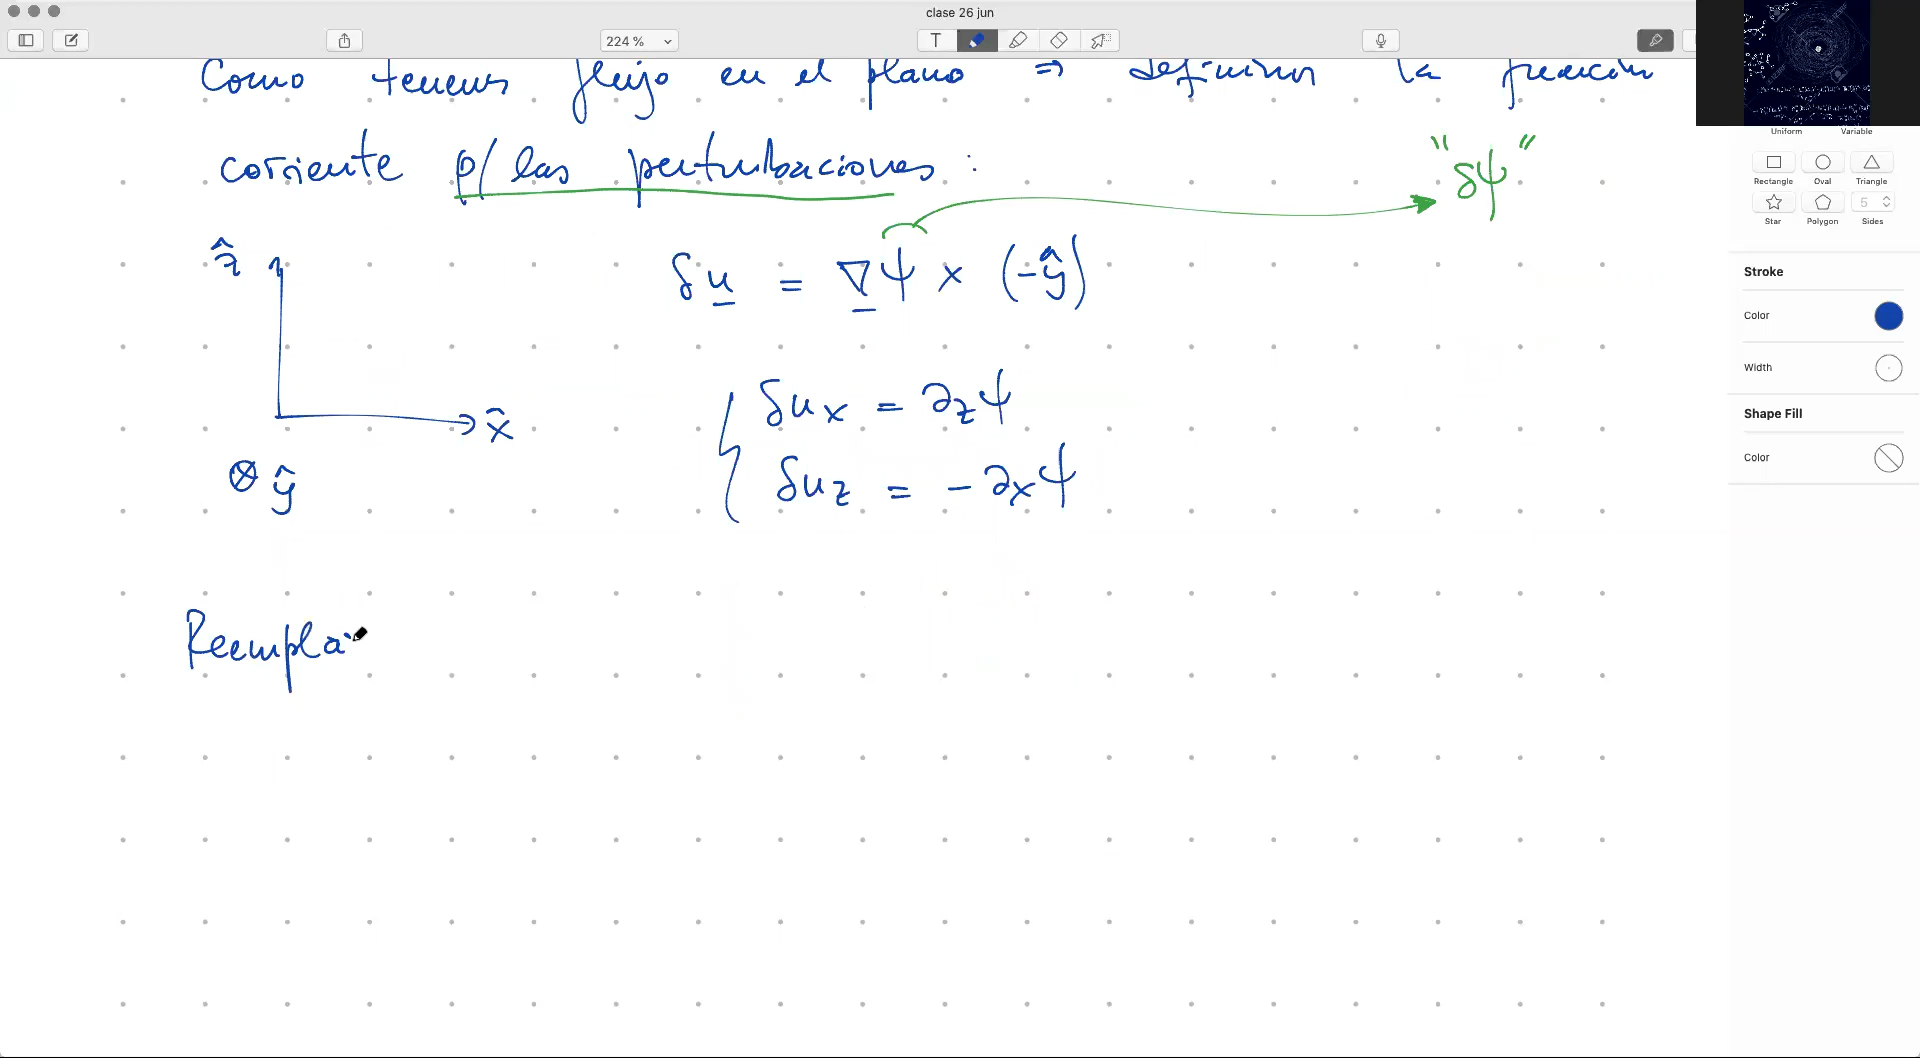 clase 26 jun
224 %
T
Como tenemos flujo en el plano ⇒ definimos la función
corriente p/ las perturbaciones :
"δψ"
ẑ
δu = ∇ψ × (-ŷ)
x̂
δux = ∂zψ
⊗ ŷ
δuz = - ∂xψ
Reempla
Uniform Variable
Rectangle Oval Triangle
5
Star Polygon Sides
Stroke
Color
Width
Shape Fill
Color